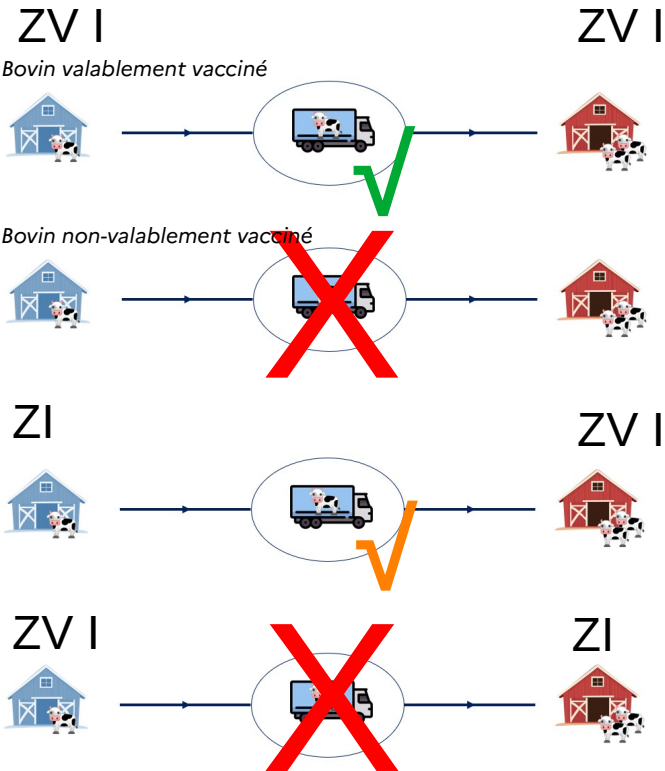 ZV I
ZV I
Bovin valablement vacciné
Bovin non-valablement vacciné
ZI
ZV I
ZV I
ZI